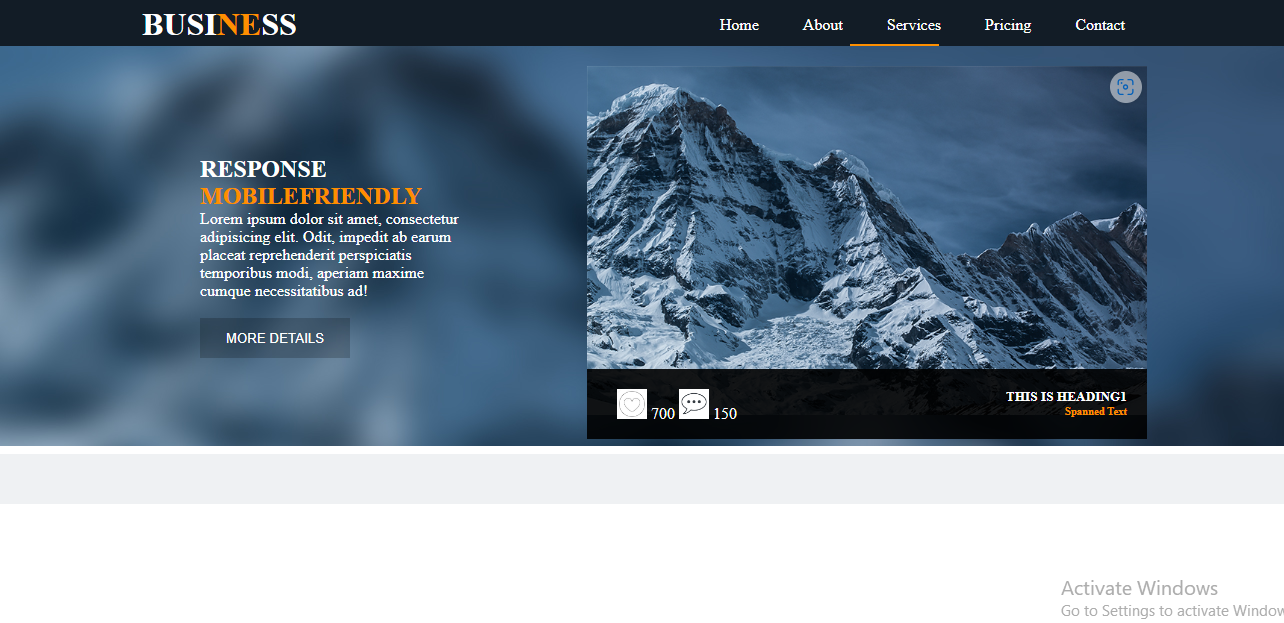 BUSINESS
Home About Services Pricing Contact
RESPONSE
MOBILEFRIENDLY
Lorem ipsum dolor sit amet, consectetur
adipisicing elit. Odit, impedit ab earum
placeat reprehenderit perspiciatis
temporibus modi, aperiam maxime
cumque necessitatibus ad!
MORE DETAILS
700 150
THIS IS HEADING1
Spanned Text
Activate Windows
Go to Settings to activate Window